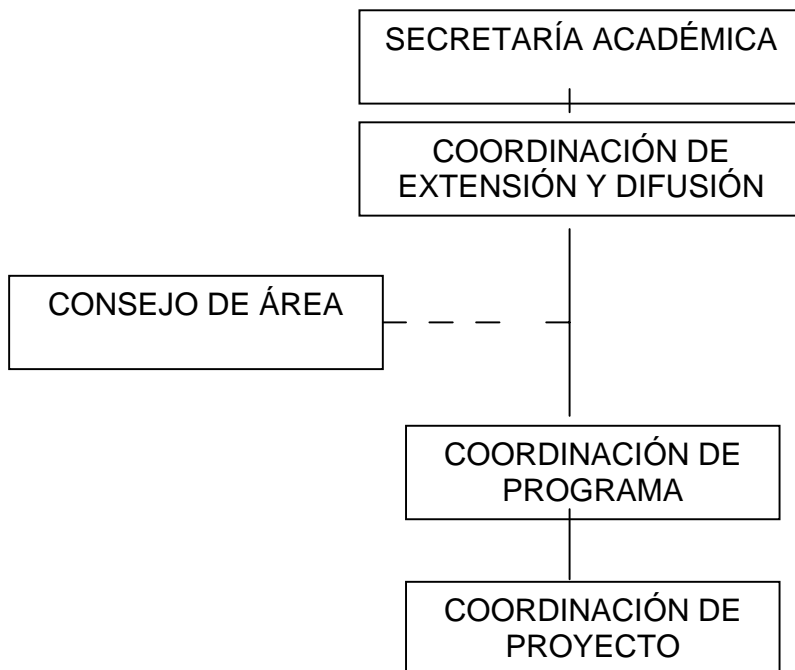 SECRETARÍA ACADÉMICA
COORDINACIÓN DE
EXTENSIÓN Y DIFUSIÓN
CONSEJO DE ÁREA
COORDINACIÓN DE
PROGRAMA
COORDINACIÓN DE
PROYECTO